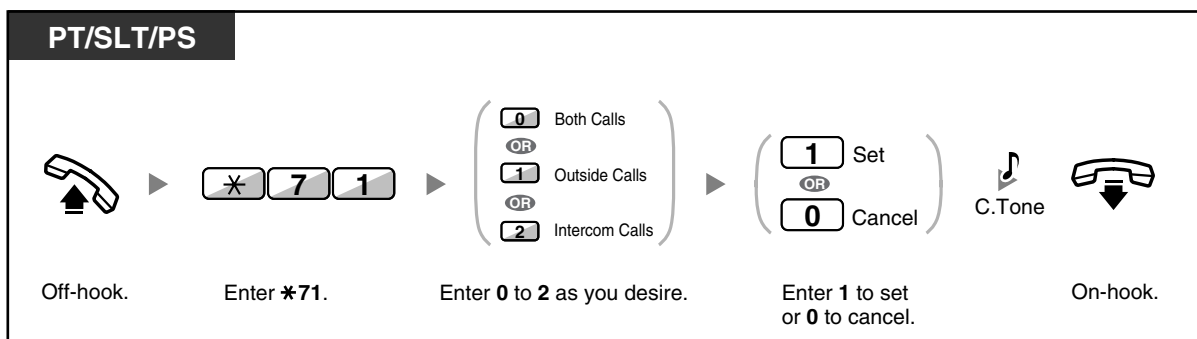 PT/SLT/PS
0 Both Calls
OR
1 Outside Calls
OR
2 Intercom Calls
1 Set
OR
0 Cancel
C.Tone
* 7 1
Off-hook.
Enter *71.
Enter 0 to 2 as you desire.
Enter 1 to set
or 0 to cancel.
On-hook.